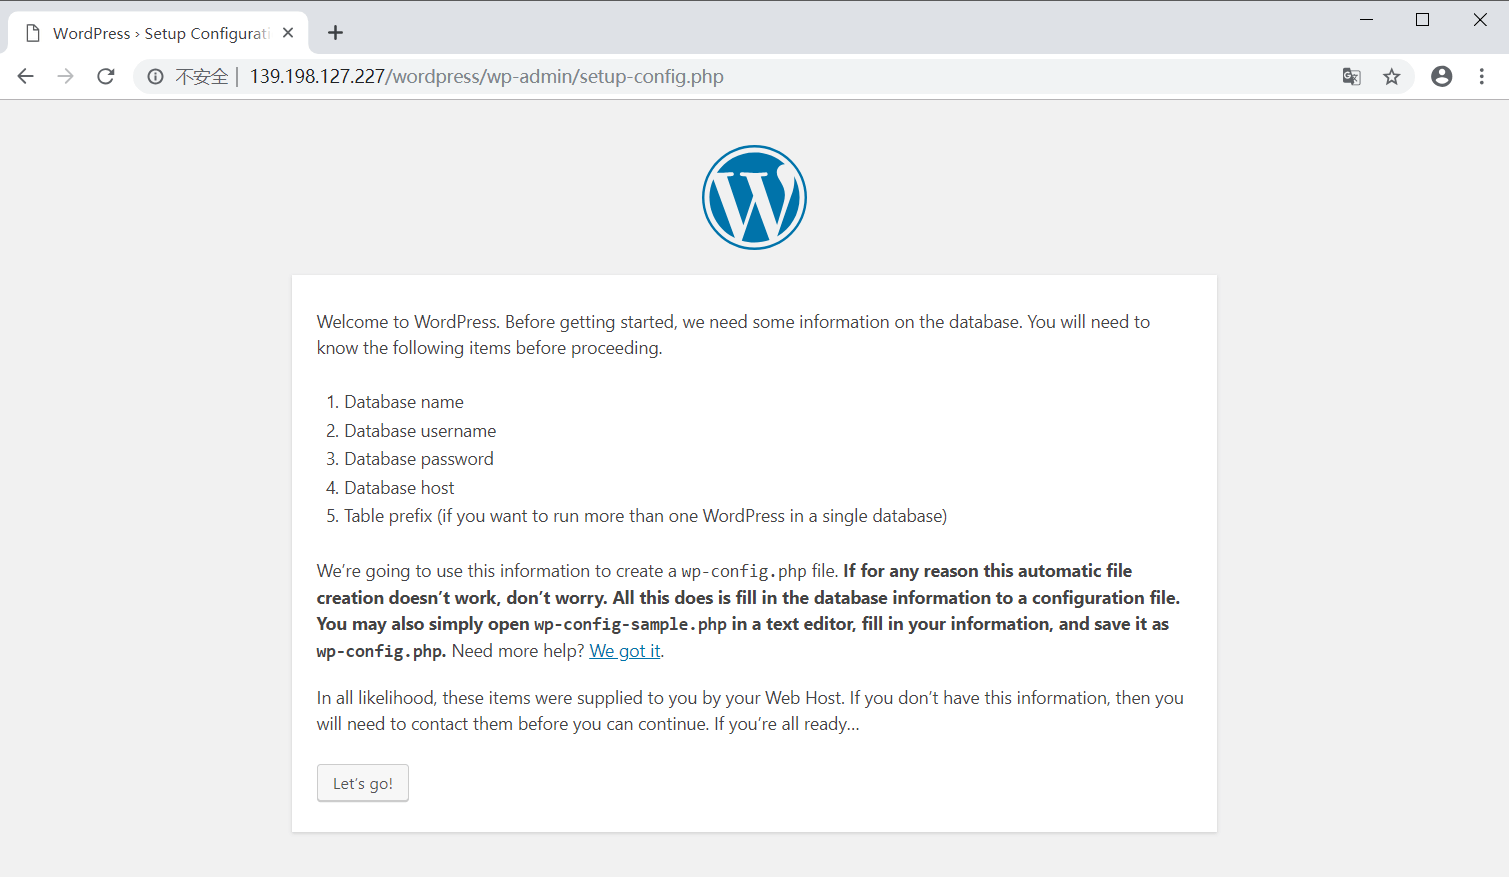 WordPress › Setup Configurati
不安全 | 139.198.127.227/wordpress/wp-admin/setup-config.php
Welcome to WordPress. Before getting started, we need some information on the database. You will need to
know the following items before proceeding.
1. Database name
2. Database username
3. Database password
4. Database host
5. Table prefix (if you want to run more than one WordPress in a single database)
We’re going to use this information to create a wp-config.php file. If for any reason this automatic file
creation doesn’t work, don’t worry. All this does is fill in the database information to a configuration file.
You may also simply open wp-config-sample.php in a text editor, fill in your information, and save it as
wp-config.php. Need more help? We got it.
In all likelihood, these items were supplied to you by your Web Host. If you don’t have this information, then you
will need to contact them before you can continue. If you’re all ready…
Let’s go!